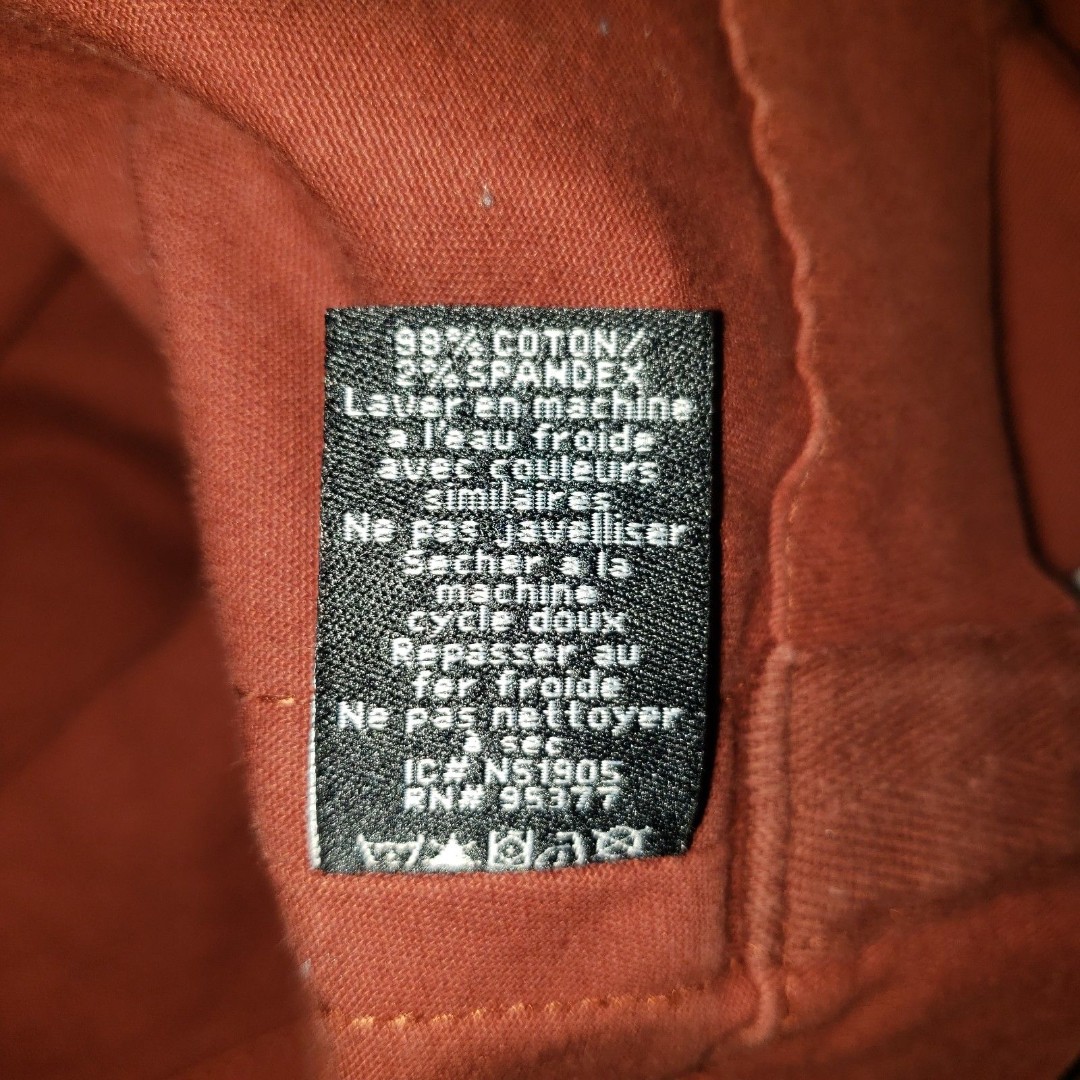 98% COTON/
2% SPANDEX
Laver en machine
a l'eau froide
avec couleurs
similaires
Ne pas javelliser
Secher a la
machine
cycle doux
Repasser au
fer froide
Ne pas nettoyer
à sec
IC# N51905
RN# 95377